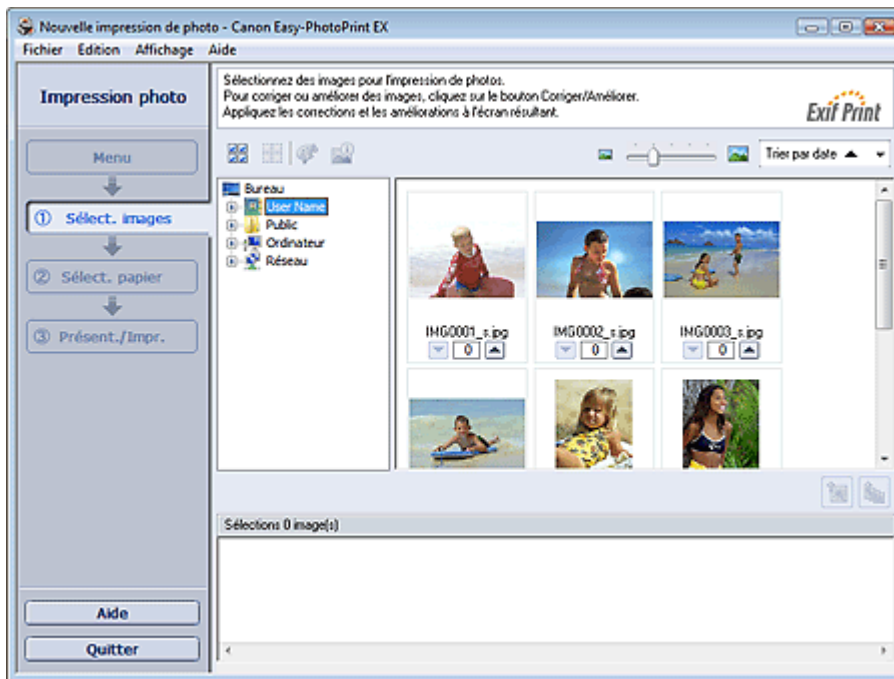 Nouvelle impression de photo - Canon Easy-PhotoPrint EX
Fichier Edition Affichage Aide
Impression photo
Menu
① Sélect. images
② Sélect. papier
③ Présent./Impr.
Aide
Quitter
Sélectionnez des images pour l'impression de photos.
Pour corriger ou améliorer des images, cliquez sur le bouton Corriger/Améliorer.
Appliquez les corrections et les améliorations à l'écran résultant.
Exif Print
Trier par date
Bureau
User Name
Public
Ordinateur
Réseau
IMG0001_s.jpg
IMG0002_s.jpg
IMG0003_s.jpg
0
0
0
Sélections 0 image(s)